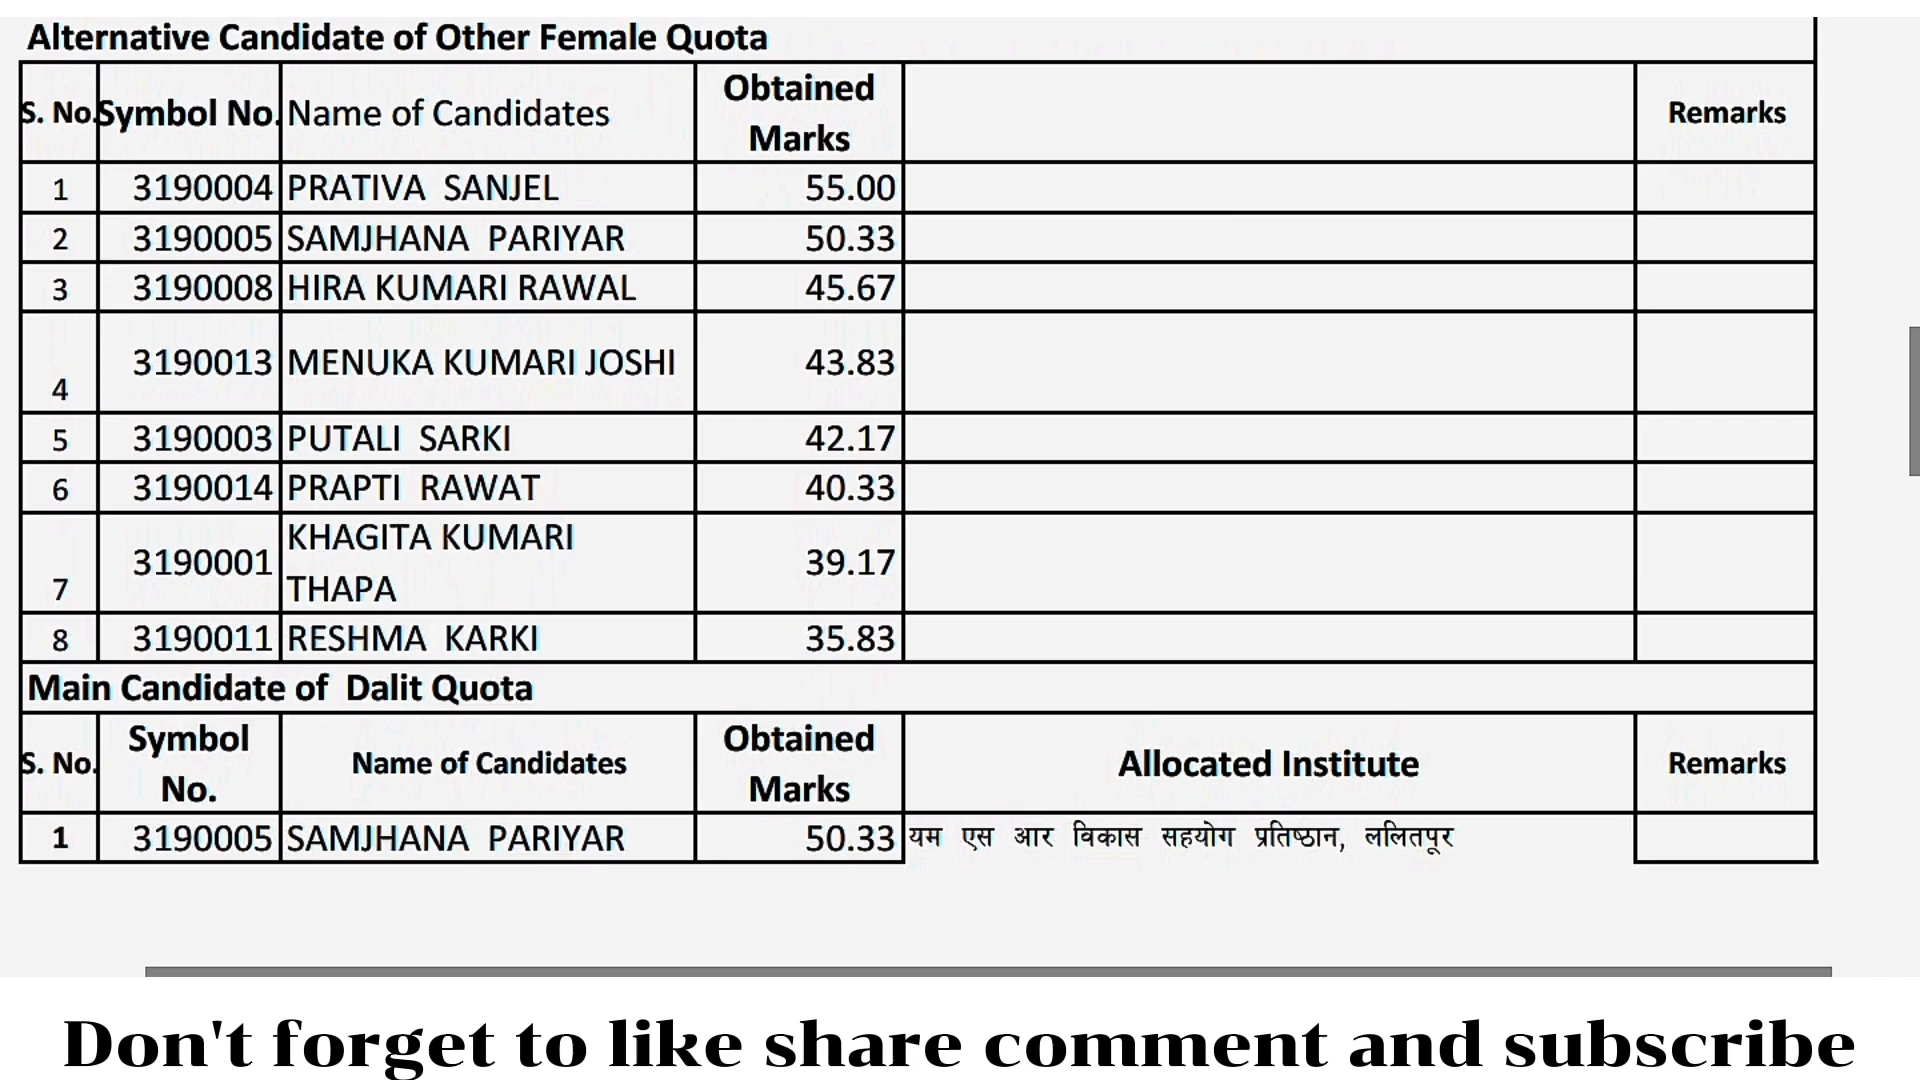 Alternative Candidate of Other Female Quota
S. No. Symbol No. Name of Candidates Obtained Marks Remarks
1 3190004 PRATIVA SANJEL 55.00
2 3190005 SAMJHANA PARIYAR 50.33
3 3190008 HIRA KUMARI RAWAL 45.67
4 3190013 MENUKA KUMARI JOSHI 43.83
5 3190003 PUTALI SARKI 42.17
6 3190014 PRAPTI RAWAT 40.33
7 3190001 KHAGITA KUMARI THAPA 39.17
8 3190011 RESHMA KARKI 35.83
Main Candidate of Dalit Quota
S. No. Symbol No. Name of Candidates Obtained Marks Allocated Institute Remarks
1 3190005 SAMJHANA PARIYAR 50.33 यम एस आर विकास सहयोग प्रतिष्ठान, ललितपूर
Don't forget to like share comment and subscribe